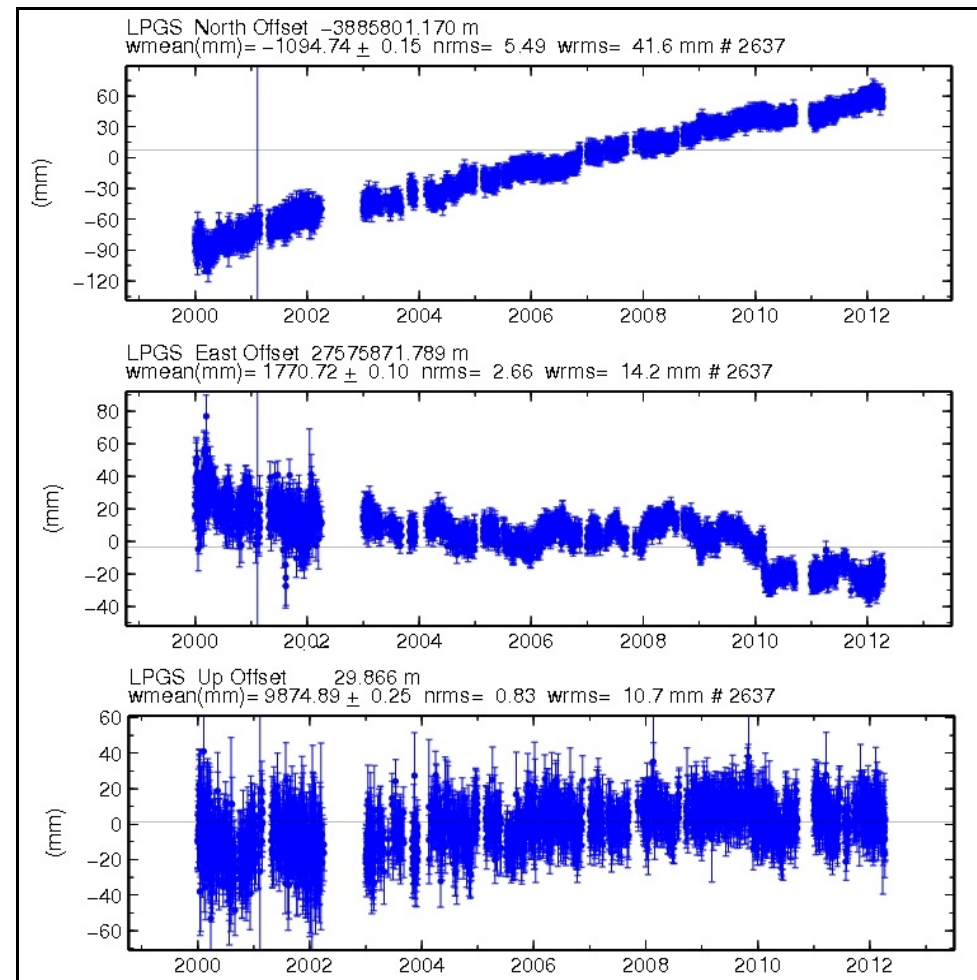 LPGS North Offset -3885801.170 m
wmean(mm)= -1094.74 ± 0.15 nrms= 5.49 wrms= 41.6 mm # 2637
60
30
0
-30
-60
-90
-120
(mm)
2000 2002 2004 2006 2008 2010 2012
LPGS East Offset 27575871.789 m
wmean(mm)= 1770.72 ± 0.10 nrms= 2.66 wrms= 14.2 mm # 2637
80
60
40
20
0
-20
-40
(mm)
2000 2002 2004 2006 2008 2010 2012
LPGS Up Offset 29.866 m
wmean(mm)= 9874.89 ± 0.25 nrms= 0.83 wrms= 10.7 mm # 2637
60
40
20
0
-20
-40
-60
(mm)
2000 2002 2004 2006 2008 2010 2012